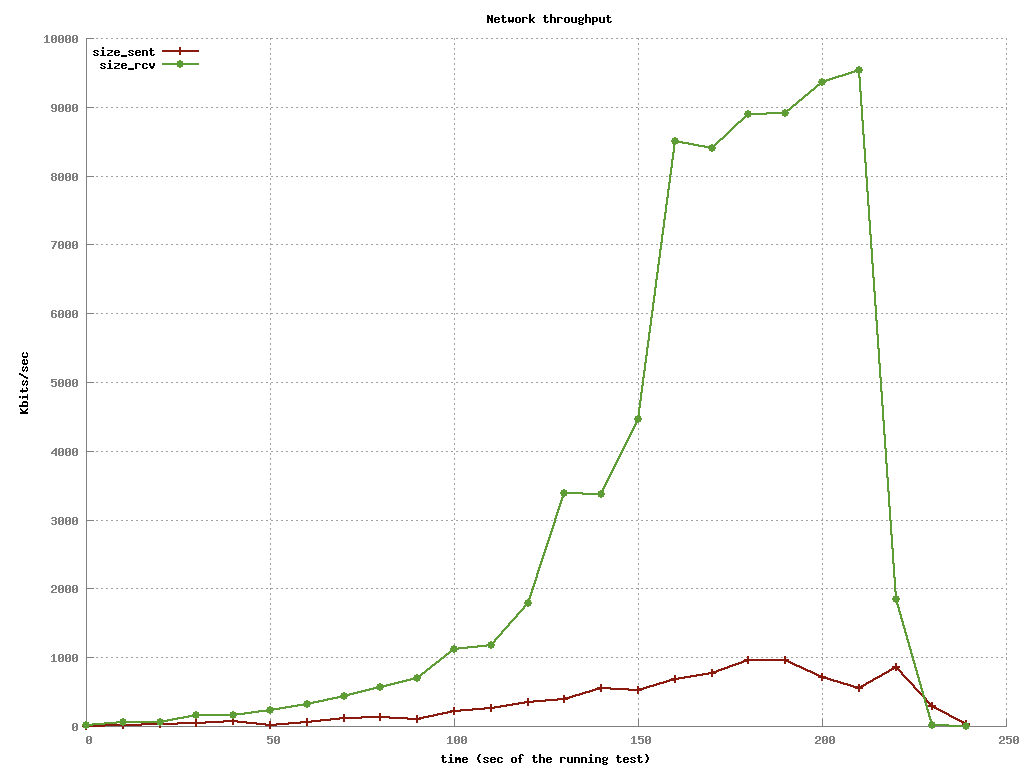 Network throughput
size_sent
size_rcv
10000
9000
8000
7000
6000
5000
4000
3000
2000
1000
0
Kbits/sec
0 50 100 150 200 250
time (sec of the running test)